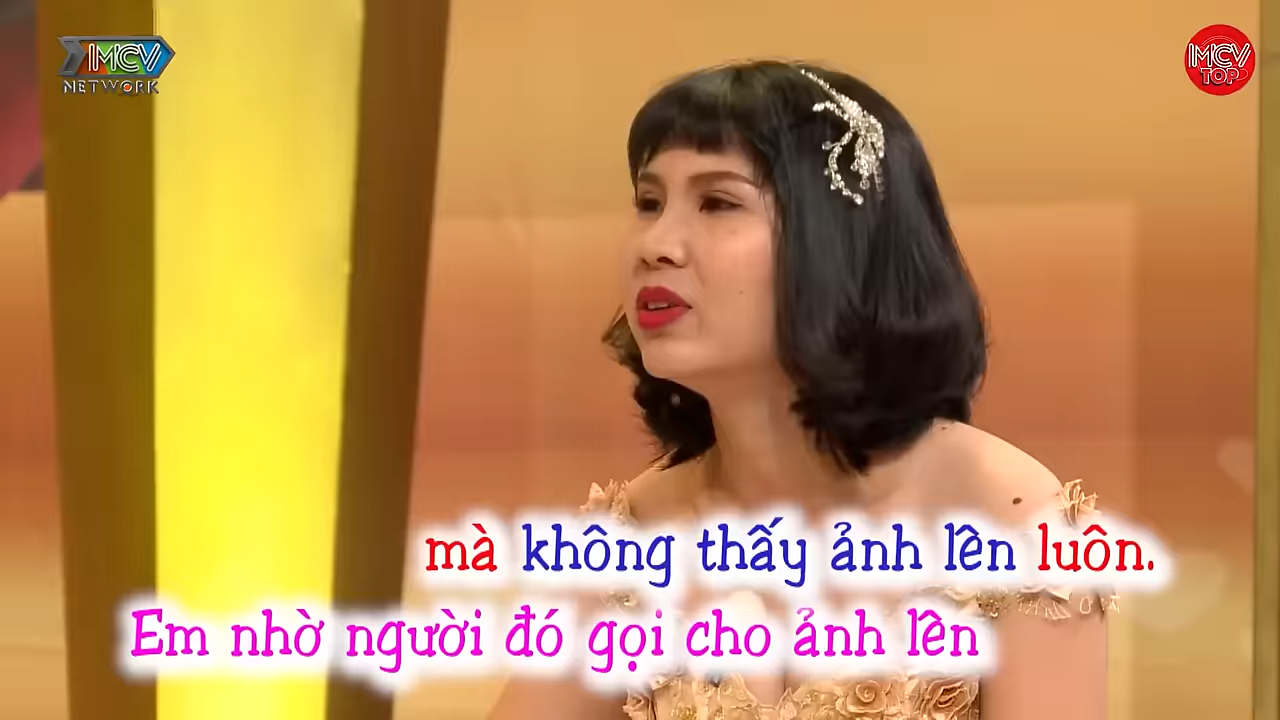 MCV
NETWORK
MCV
TOP
mà không thấy ảnh lên luôn.
Em nhờ người đó gọi cho ảnh lên